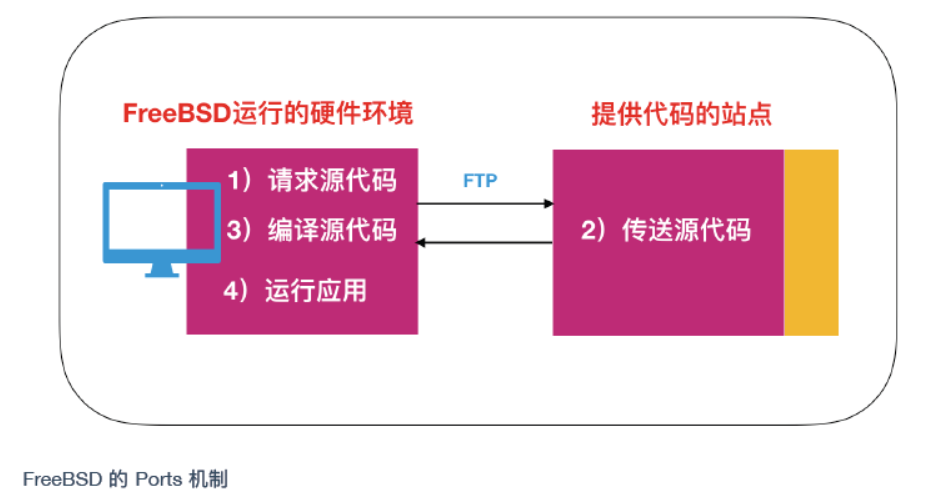 FreeBSD运行的硬件环境
提供代码的站点
1）请求源代码
FTP
3）编译源代码
2）传送源代码
4）运行应用
FreeBSD 的 Ports 机制